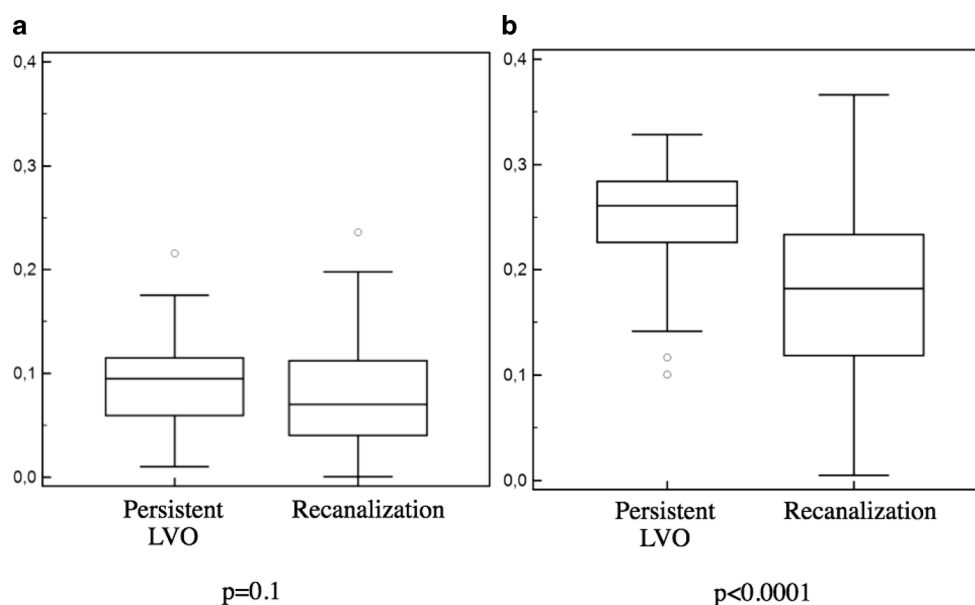 a
0,4
0,3
0,2
0,1
0,0
Persistent
LVO
Recanalization
p=0.1
b
0,4
0,3
0,2
0,1
0,0
Persistent
LVO
Recanalization
p<0.0001